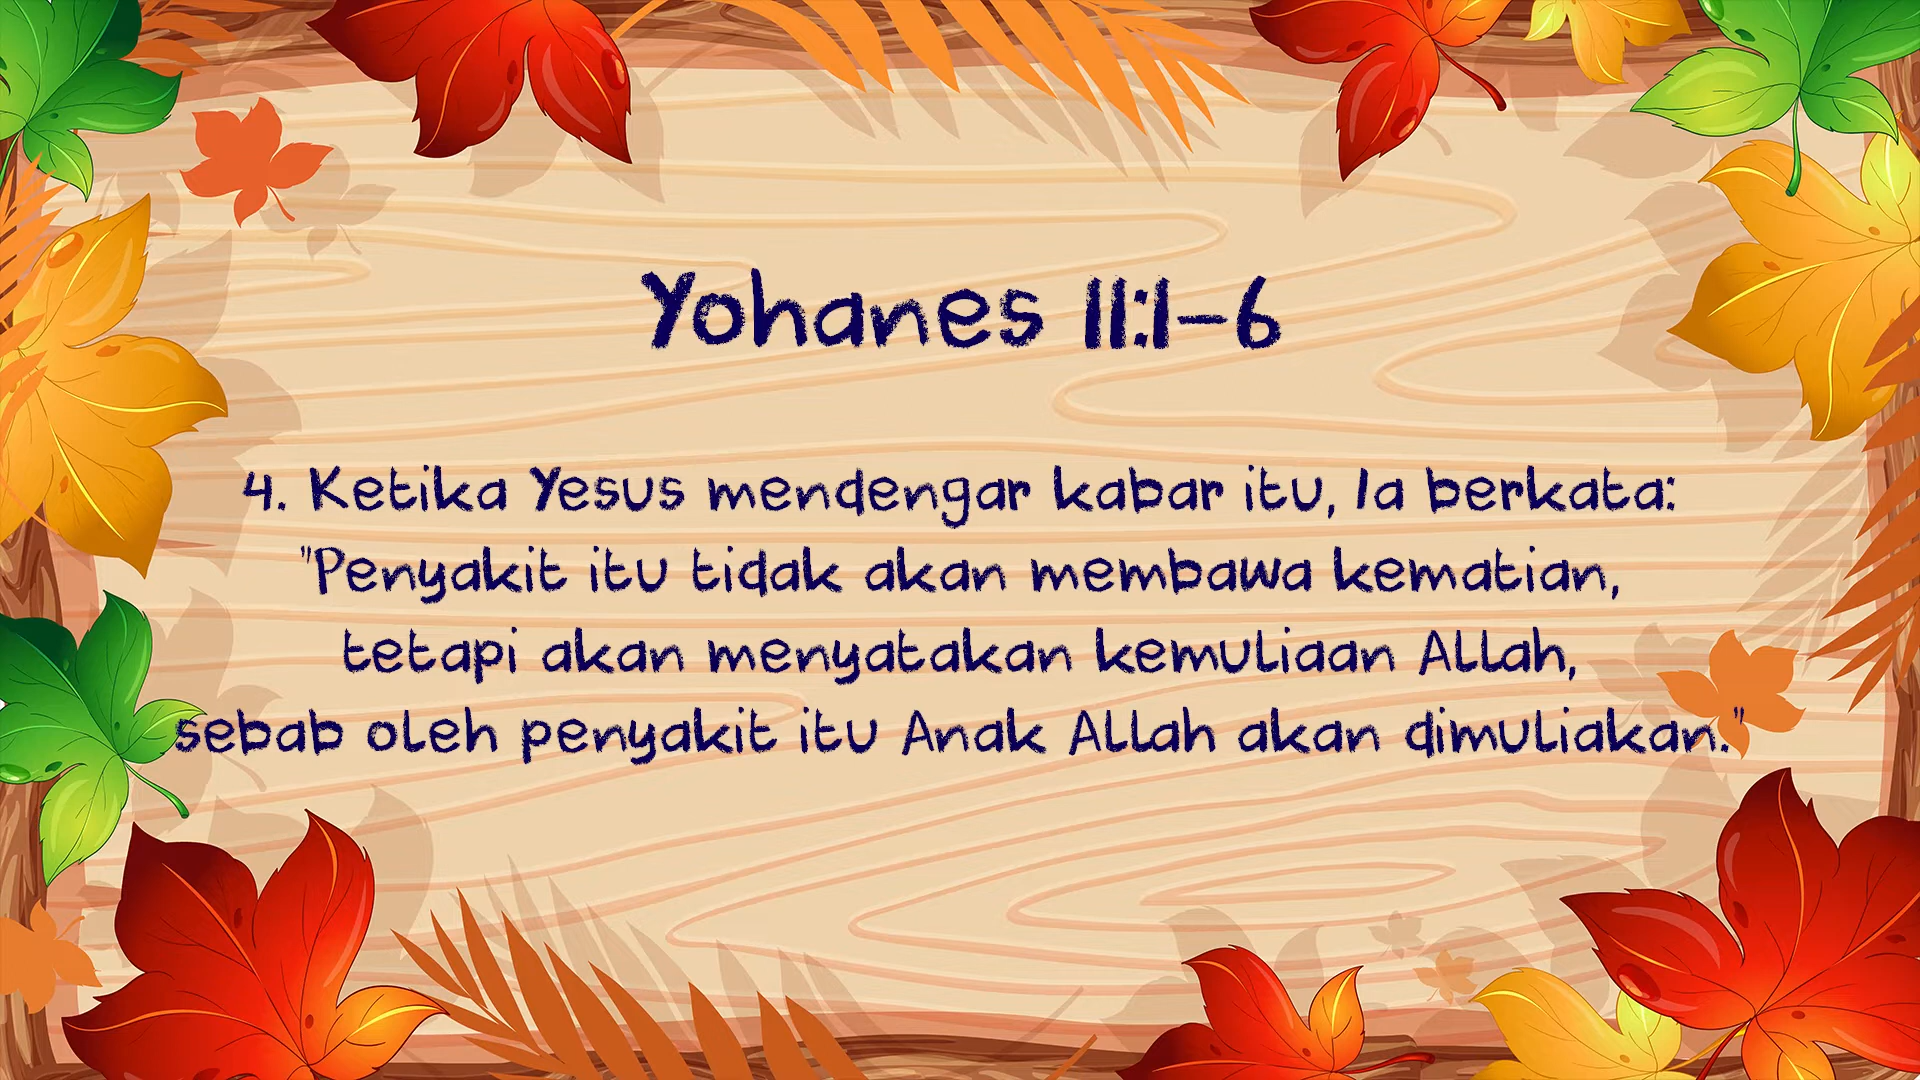 Yohanes 11:1-6
4. Ketika Yesus mendengar kabar itu, Ia berkata:
"Penyakit itu tidak akan membawa kematian,
tetapi akan menyatakan kemuliaan Allah,
sebab oleh penyakit itu Anak Allah akan dimuliakan."